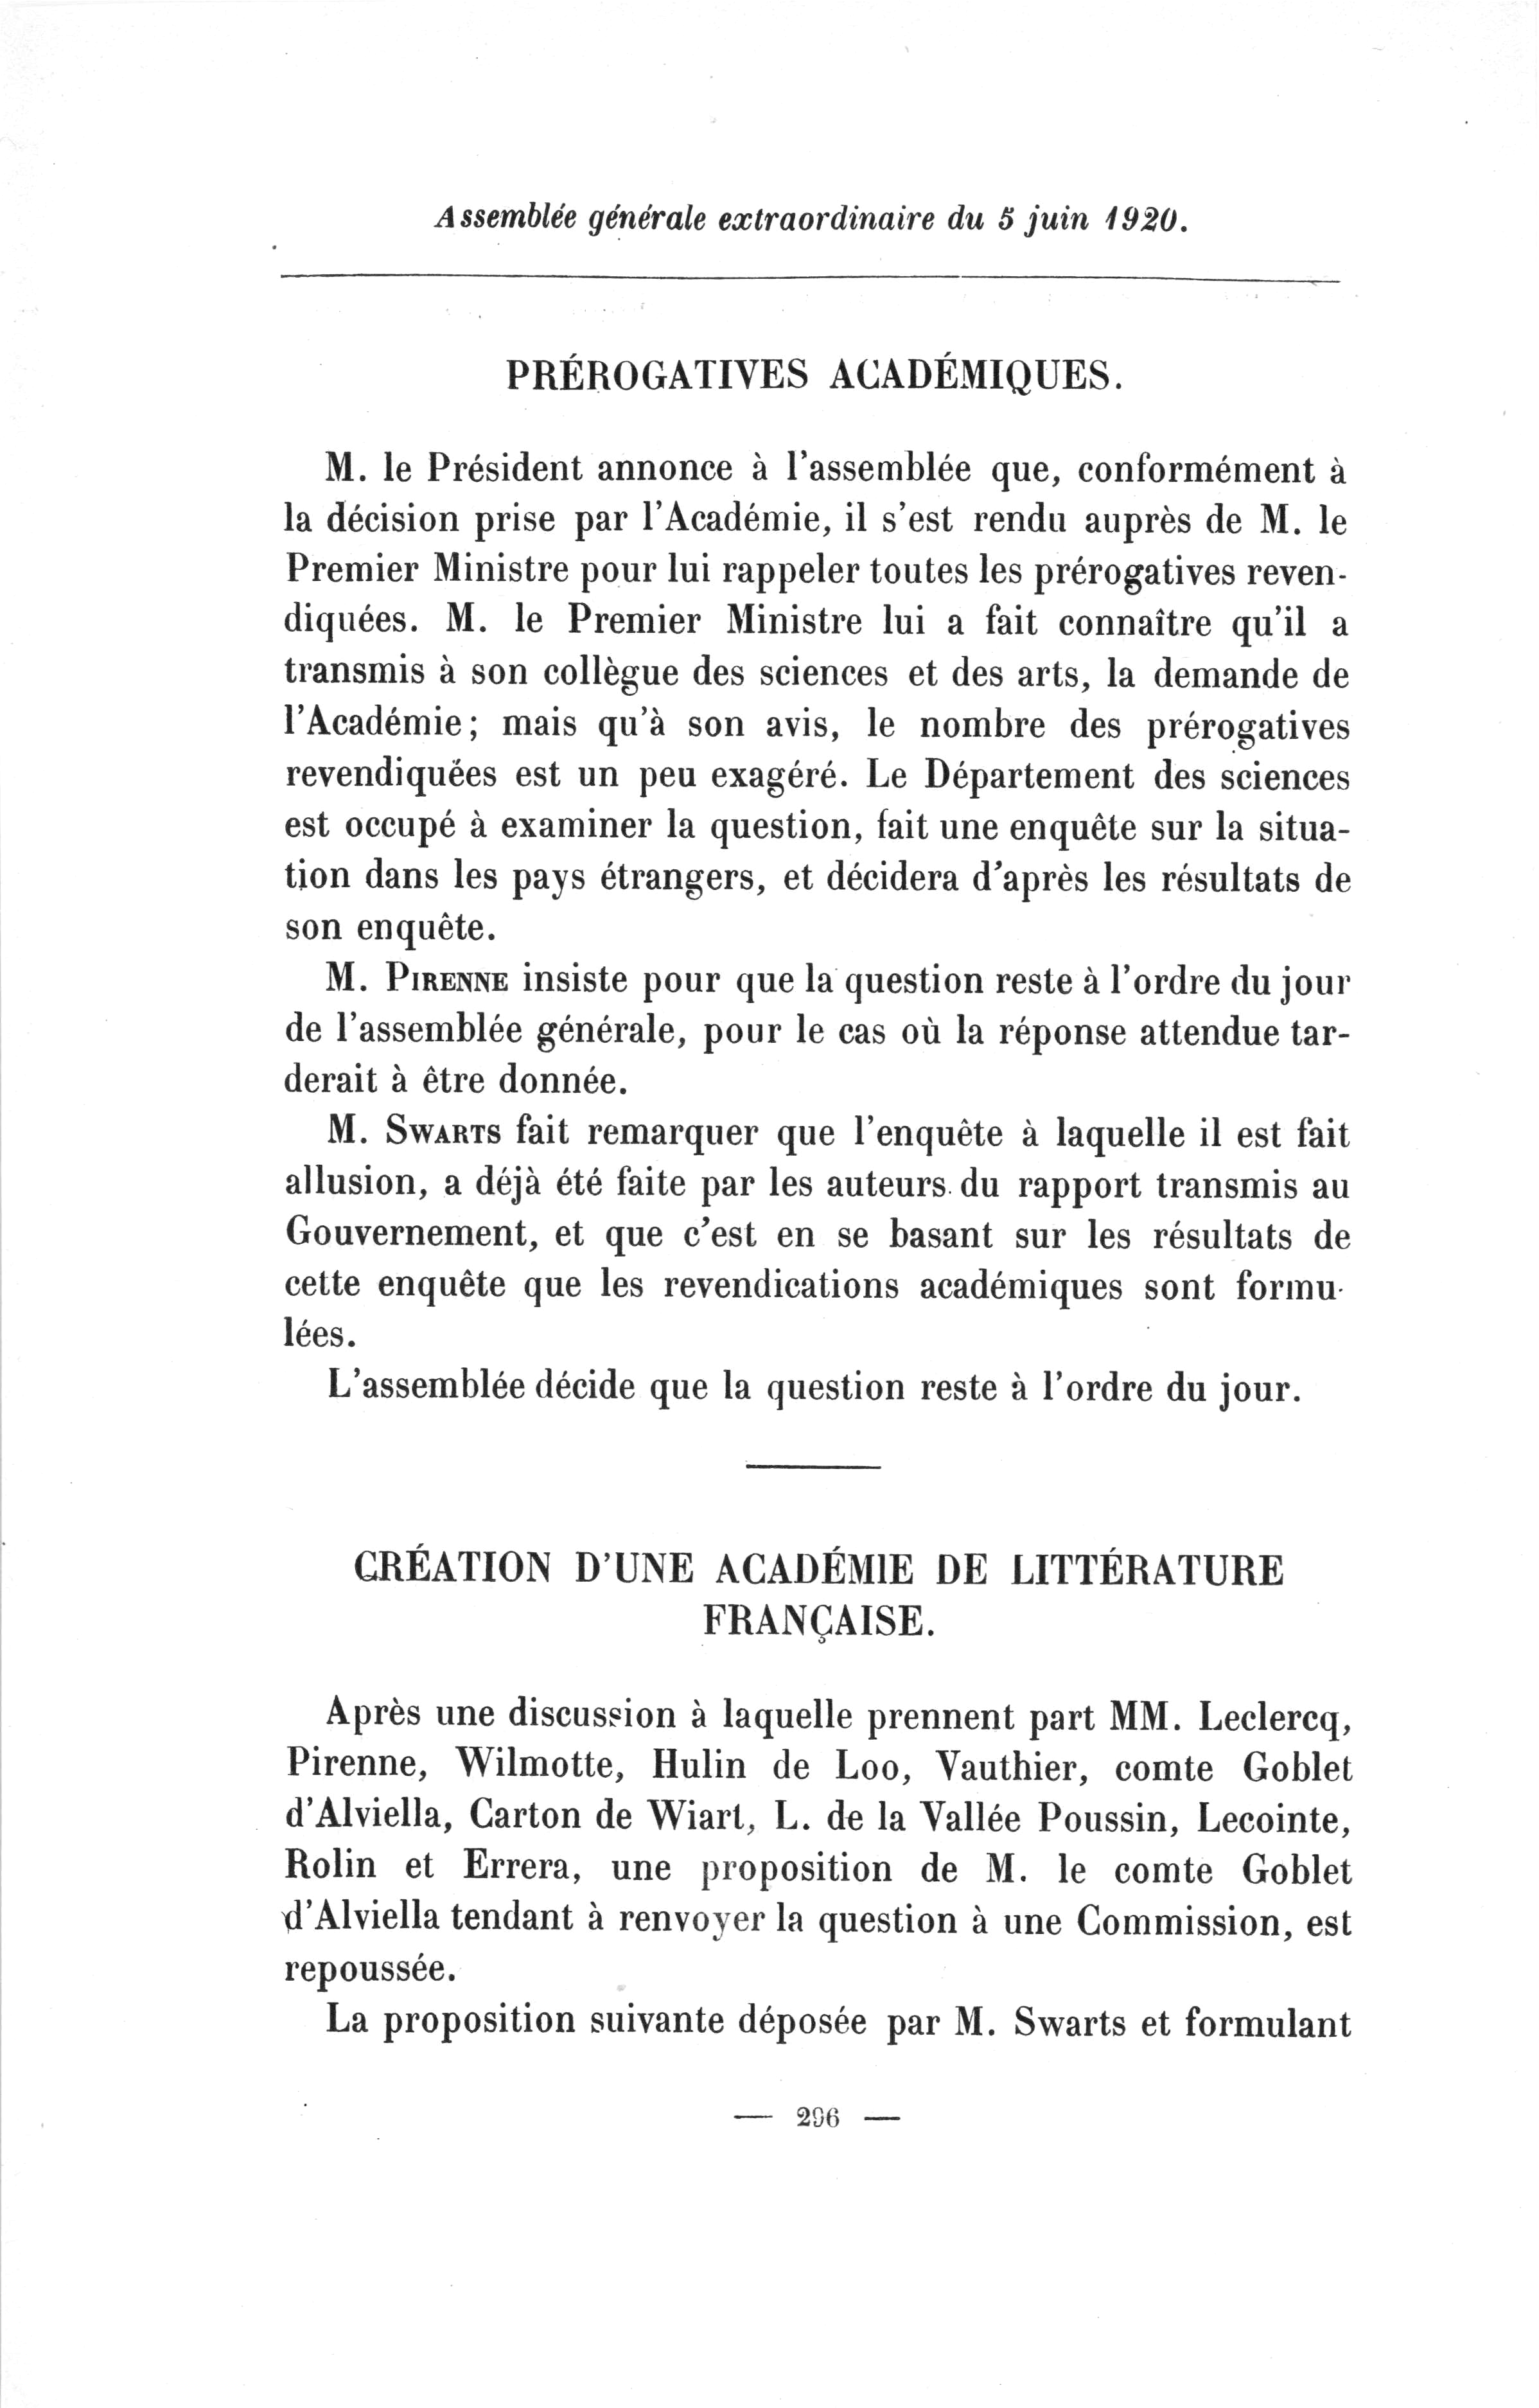 Assemblée générale extraordinaire du 5 juin 1920.
PRÉROGATIVES ACADÉMIQUES.
M. le Président annonce à l'assemblée que, conformément à
la décision prise par l'Académie, il s'est rendu auprès de M. le
Premier Ministre pour lui rappeler toutes les prérogatives reven-
diquées. M. le Premier Ministre lui a fait connaître qu'il a
transmis à son collègue des sciences et des arts, la demande de
l'Académie; mais qu'à son avis, le nombre des prérogatives
revendiquées est un peu exagéré. Le Département des sciences
est occupé à examiner la question, fait une enquête sur la situa-
tion dans les pays étrangers, et décidera d'après les résultats de
son enquête.
M. PIRENNE insiste pour que la question reste à l'ordre du jour
de l'assemblée générale, pour le cas où la réponse attendue tar-
derait à être donnée.
M. SWARTS fait remarquer que l'enquête à laquelle il est fait
allusion, a déjà été faite par les auteurs du rapport transmis au
Gouvernement, et que c'est en se basant sur les résultats de
cette enquête que les revendications académiques sont formu-
lées.
L'assemblée décide que la question reste à l'ordre du jour.
CRÉATION D'UNE ACADÉMIE DE LITTÉRATURE
FRANÇAISE.
Après une discussion à laquelle prennent part MM. Leclercq,
Pirenne, Wilmotte, Hulin de Loo, Vauthier, comte Goblet
d'Alviella, Carton de Wiart, L. de la Vallée Poussin, Lecointe,
Rolin et Errera, une proposition de M. le comte Goblet
d'Alviella tendant à renvoyer la question à une Commission, est
repoussée.
La proposition suivante déposée par M. Swarts et formulant
— 296 —